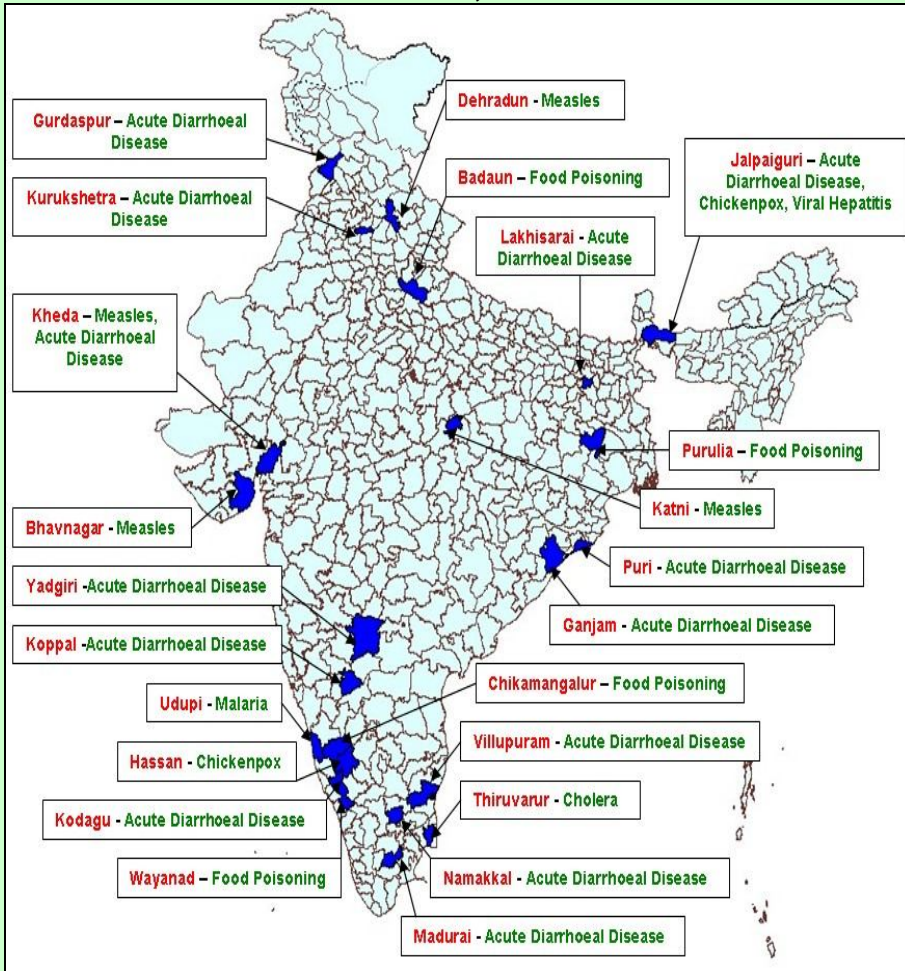 Gurdaspur – Acute Diarrhoeal
Disease
Dehradun - Measles
Kurukshetra – Acute Diarrhoeal
Disease
Badaun – Food Poisoning
Jalpaiguri – Acute
Diarrhoeal Disease,
Chickenpox, Viral Hepatitis
Lakhisarai - Acute
Diarrhoeal Disease
Kheda – Measles,
Acute Diarrhoeal
Disease
Purulia – Food Poisoning
Katni – Measles
Bhavnagar - Measles
Puri - Acute Diarrhoeal Disease
Yadgiri -Acute Diarrhoeal Disease
Ganjam – Acute Diarrhoeal Disease
Koppal -Acute Diarrhoeal Disease
Chikamangalur – Food Poisoning
Udupi - Malaria
Villupuram – Acute Diarrhoeal Disease
Hassan - Chickenpox
Thiruvarur - Cholera
Kodagu - Acute Diarrhoeal Disease
Wayanad – Food Poisoning
Namakkal - Acute Diarrhoeal Disease
Madurai - Acute Diarrhoeal Disease